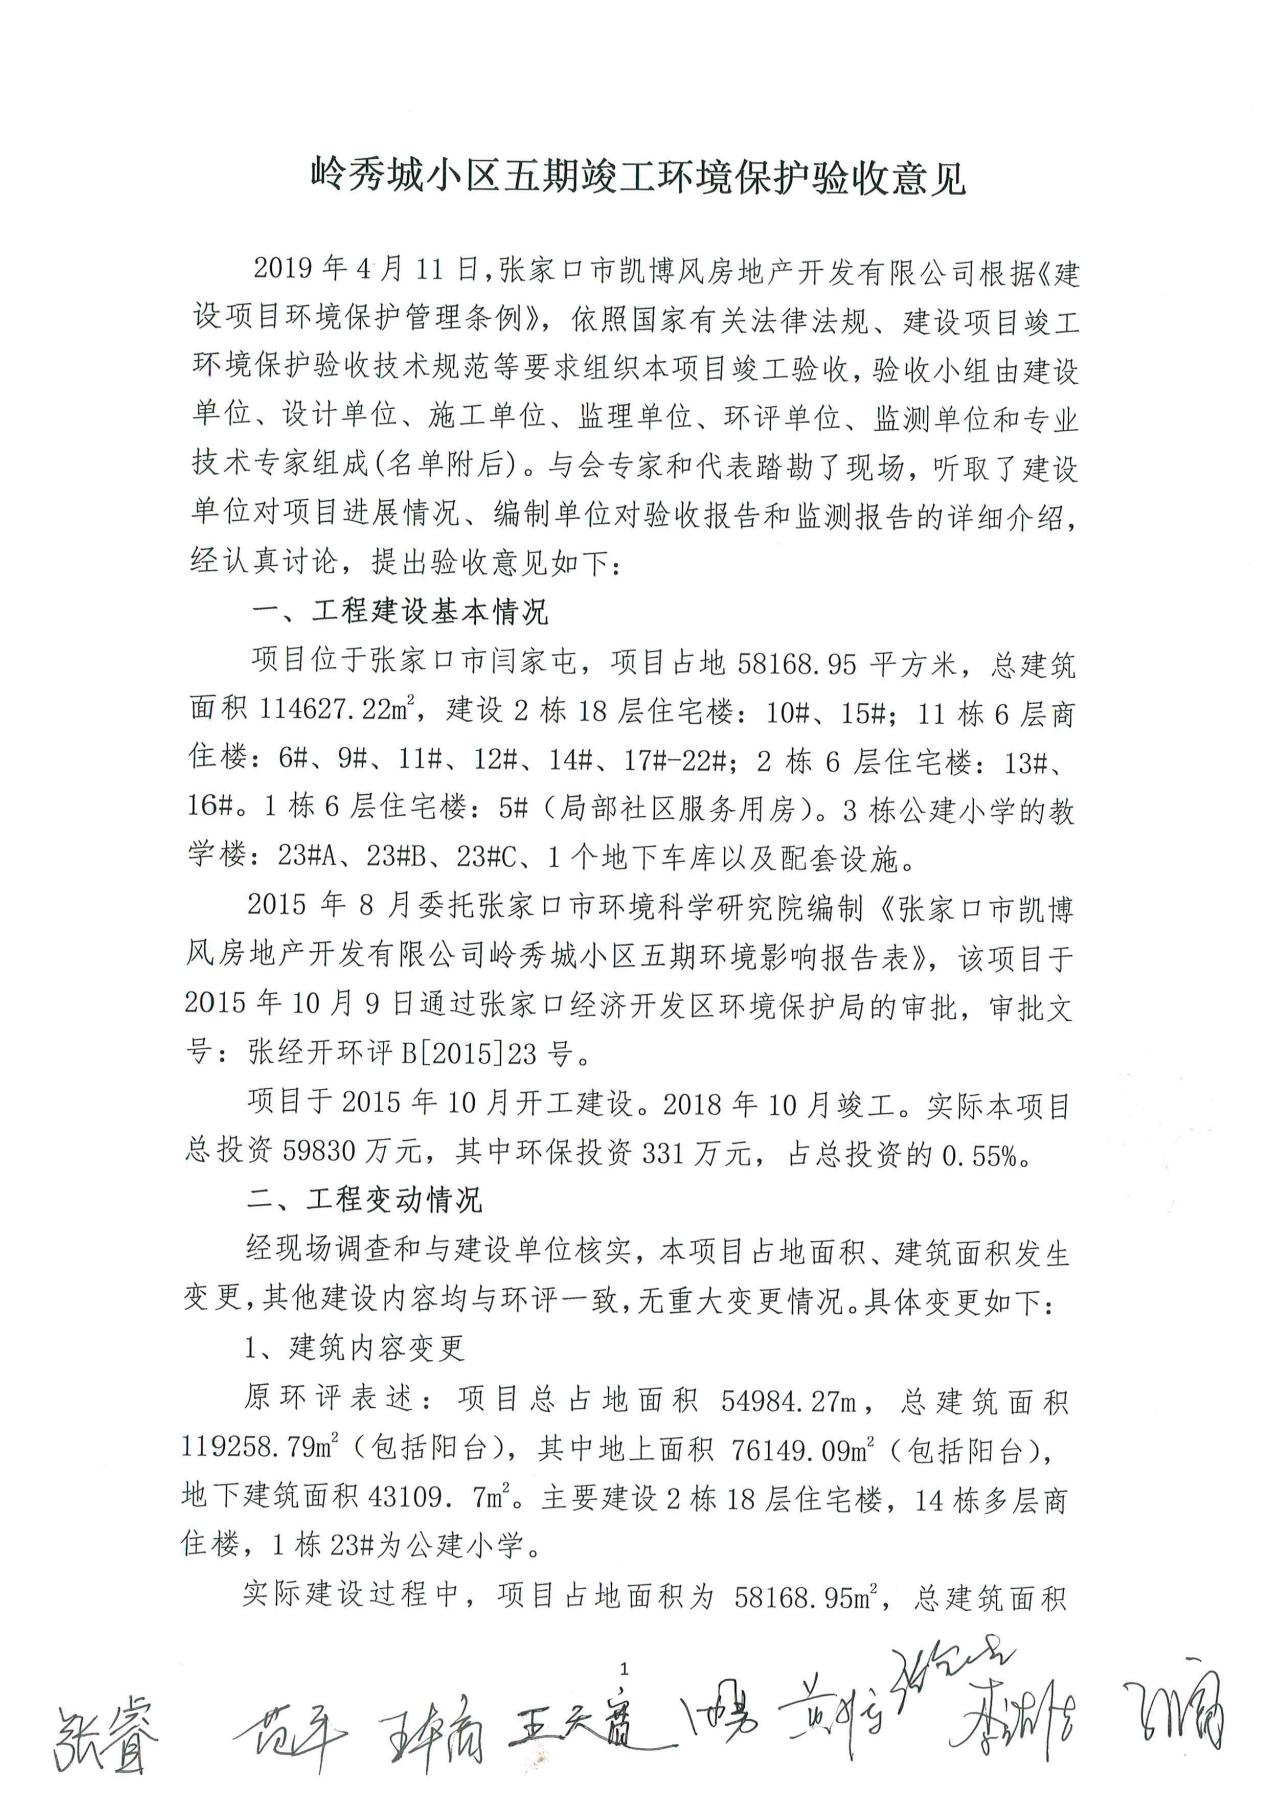 岭秀城小区五期竣工环境保护验收意见
2019年4月11日,张家口市凯博风房地产开发有限公司根据《建
设项目环境保护管理条例》，依照国家有关法律法规、建设项目竣工
环境保护验收技术规范等要求组织本项目竣工验收，验收小组由建设
单位、设计单位、施工单位、监理单位、环评单位、监测单位和专业
技术专家组成(名单附后)。与会专家和代表踏勘了现场，听取了建设
单位对项目进展情况、编制单位对验收报告和监测报告的详细介绍，
经认真讨论，提出验收意见如下：
一、工程建设基本情况
项目位于张家口市闫家屯，项目占地58168.95平方米，总建筑
面积114627.22m²，建设2栋18层住宅楼：10#、15#；11栋6层商
住楼：6#、9#、11#、12#、14#、17#-22#；2栋6层住宅楼：13#、
16#。1栋6层住宅楼：5#（局部社区服务用房）。3栋公建小学的教
学楼：23#A、23#B、23#C、1个地下车库以及配套设施。
2015年8月委托张家口市环境科学研究院编制《张家口市凯博
风房地产开发有限公司岭秀城小区五期环境影响报告表》，该项目于
2015年10月9日通过张家口经济开发区环境保护局的审批，审批文
号：张经开环评B[2015]23号。
项目于2015年10月开工建设。2018年10月竣工。实际本项目
总投资59830万元，其中环保投资331万元，占总投资的0.55%。
二、工程变动情况
经现场调查和与建设单位核实，本项目占地面积、建筑面积发生
变更,其他建设内容均与环评一致,无重大变更情况。具体变更如下：
1、建筑内容变更
原环评表述：项目总占地面积54984.27m，总建筑面积
119258.79m²（包括阳台），其中地上面积76149.09m²（包括阳台），
地下建筑面积43109. 7m²。主要建设2栋18层住宅楼，14栋多层商
住楼，1栋23#为公建小学。
实际建设过程中，项目占地面积为58168.95m²，总建筑面积
1
张睿 范平